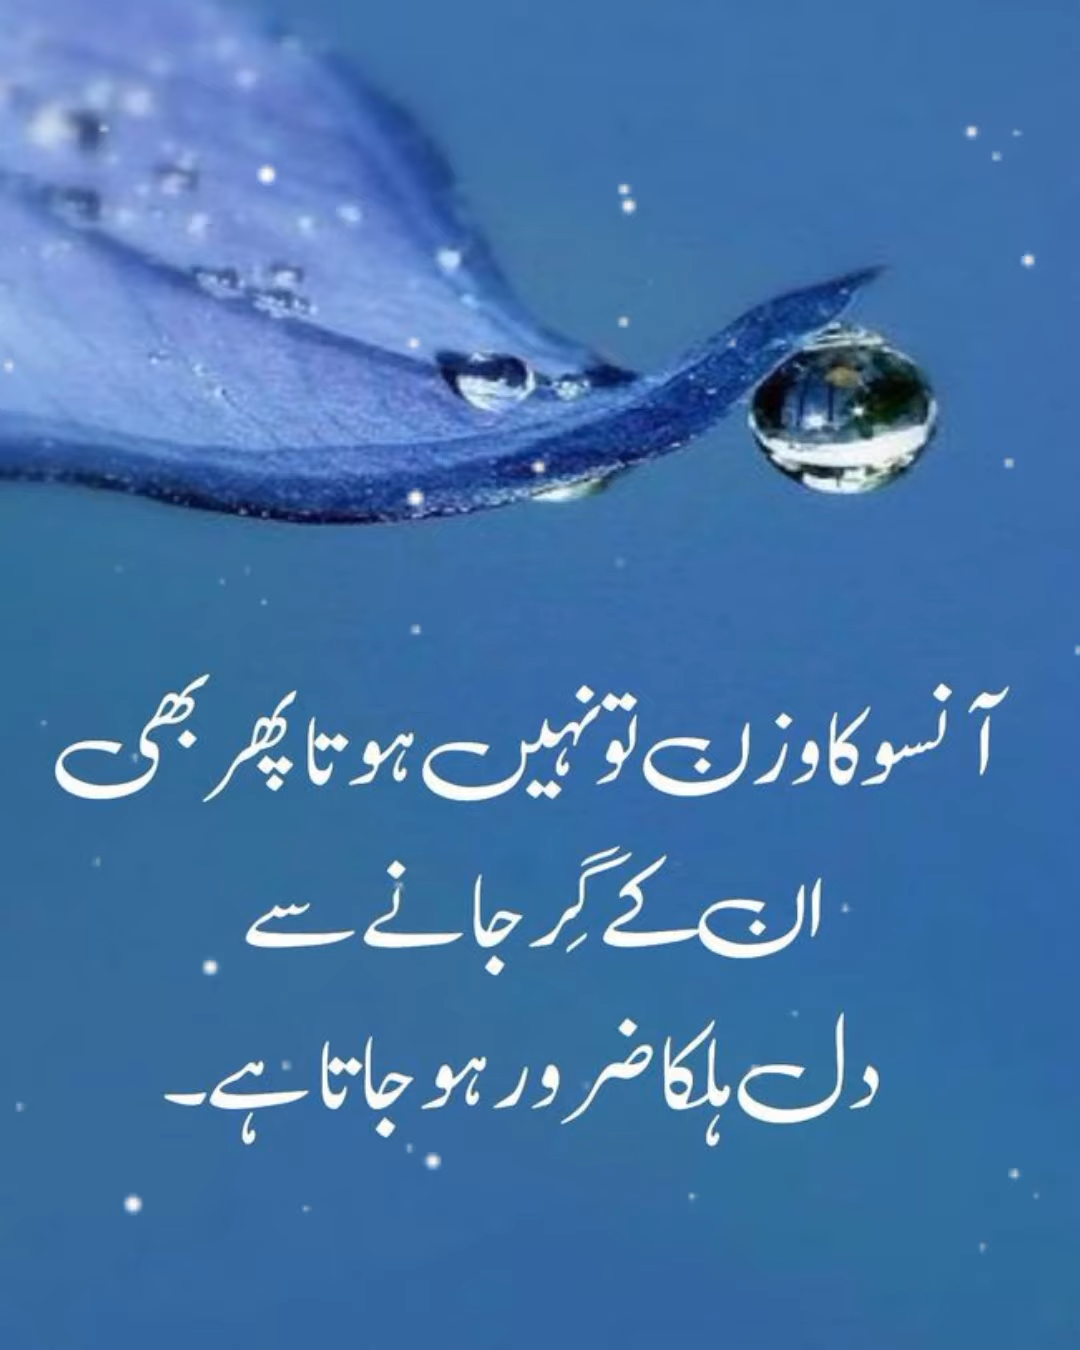 آنسو کا وزن تو نہیں ہوتا پھر بھی
ان کے گِر جانے سے
دل ہلکا ضرور ہو جاتا ہے۔